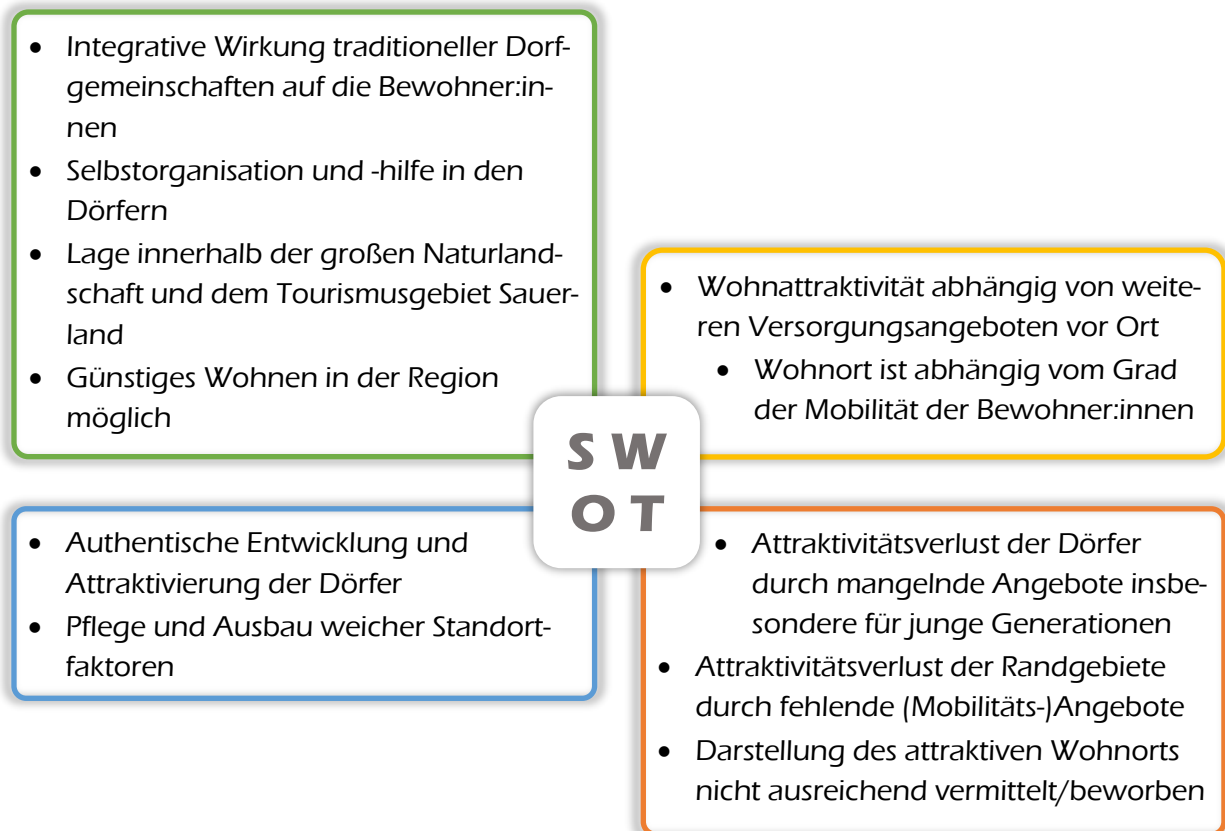 • Integrative Wirkung traditioneller Dorf-
gemeinschaften auf die Bewohner:in-
nen
• Selbstorganisation und -hilfe in den
Dörfern
• Lage innerhalb der großen Naturland-
schaft und dem Tourismusgebiet Sauer-
land
• Günstiges Wohnen in der Region
möglich
• Wohnattraktivität abhängig von weite-
ren Versorgungsangeboten vor Ort
• Wohnort ist abhängig vom Grad
der Mobilität der Bewohner:innen
S W
O T
• Authentische Entwicklung und
Attraktivierung der Dörfer
• Pflege und Ausbau weicher Standort-
faktoren
• Attraktivitätsverlust der Dörfer
durch mangelnde Angebote insbe-
sondere für junge Generationen
• Attraktivitätsverlust der Randgebiete
durch fehlende (Mobilitäts-)Angebote
• Darstellung des attraktiven Wohnorts
nicht ausreichend vermittelt/beworben